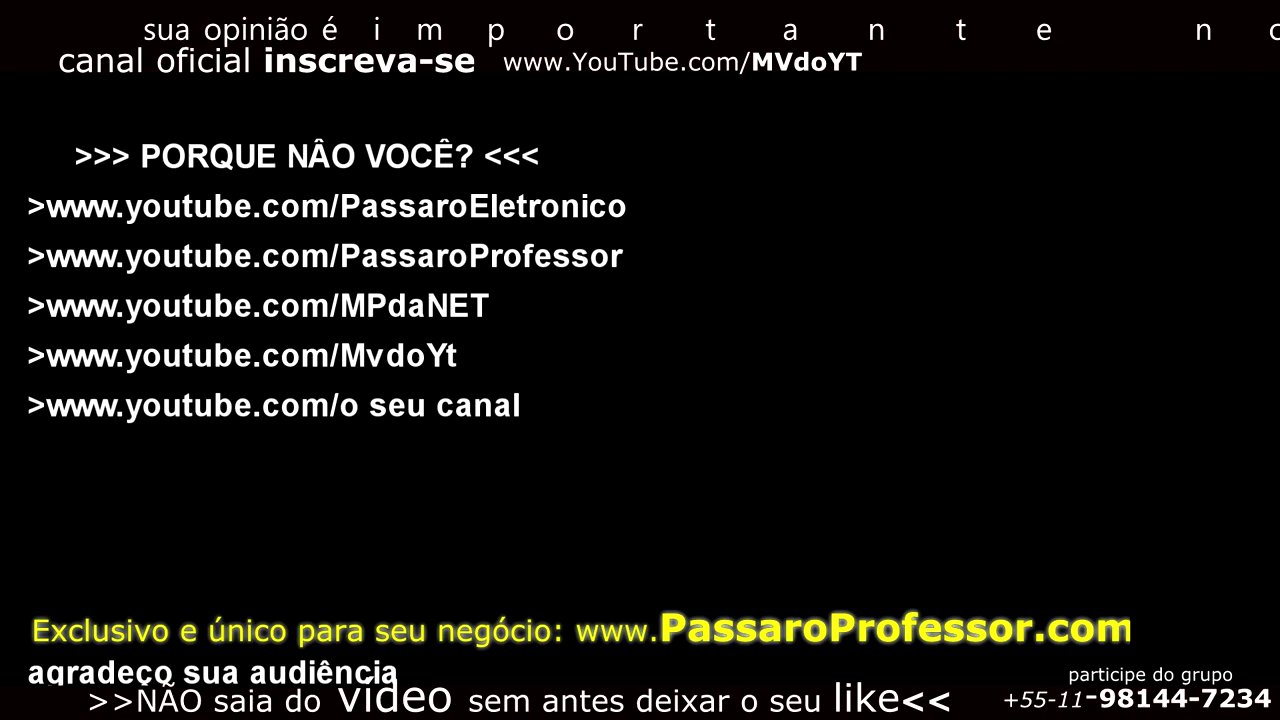 sua opinião é i m p o r t a n t e n o
canal oficial inscreva-se www.YouTube.com/MVdoYT
>>> PORQUE NÂO VOCÊ? <<<
>www.youtube.com/PassaroEletronico
>www.youtube.com/PassaroProfessor
>www.youtube.com/MPdaNET
>www.youtube.com/MvdoYt
>www.youtube.com/o seu canal
Exclusivo e único para seu negócio: www.PassaroProfessor.com
agradeço sua audiência
participe do grupo
>>NÃO saia do vídeo sem antes deixar o seu like<<
+55-11-98144-7234